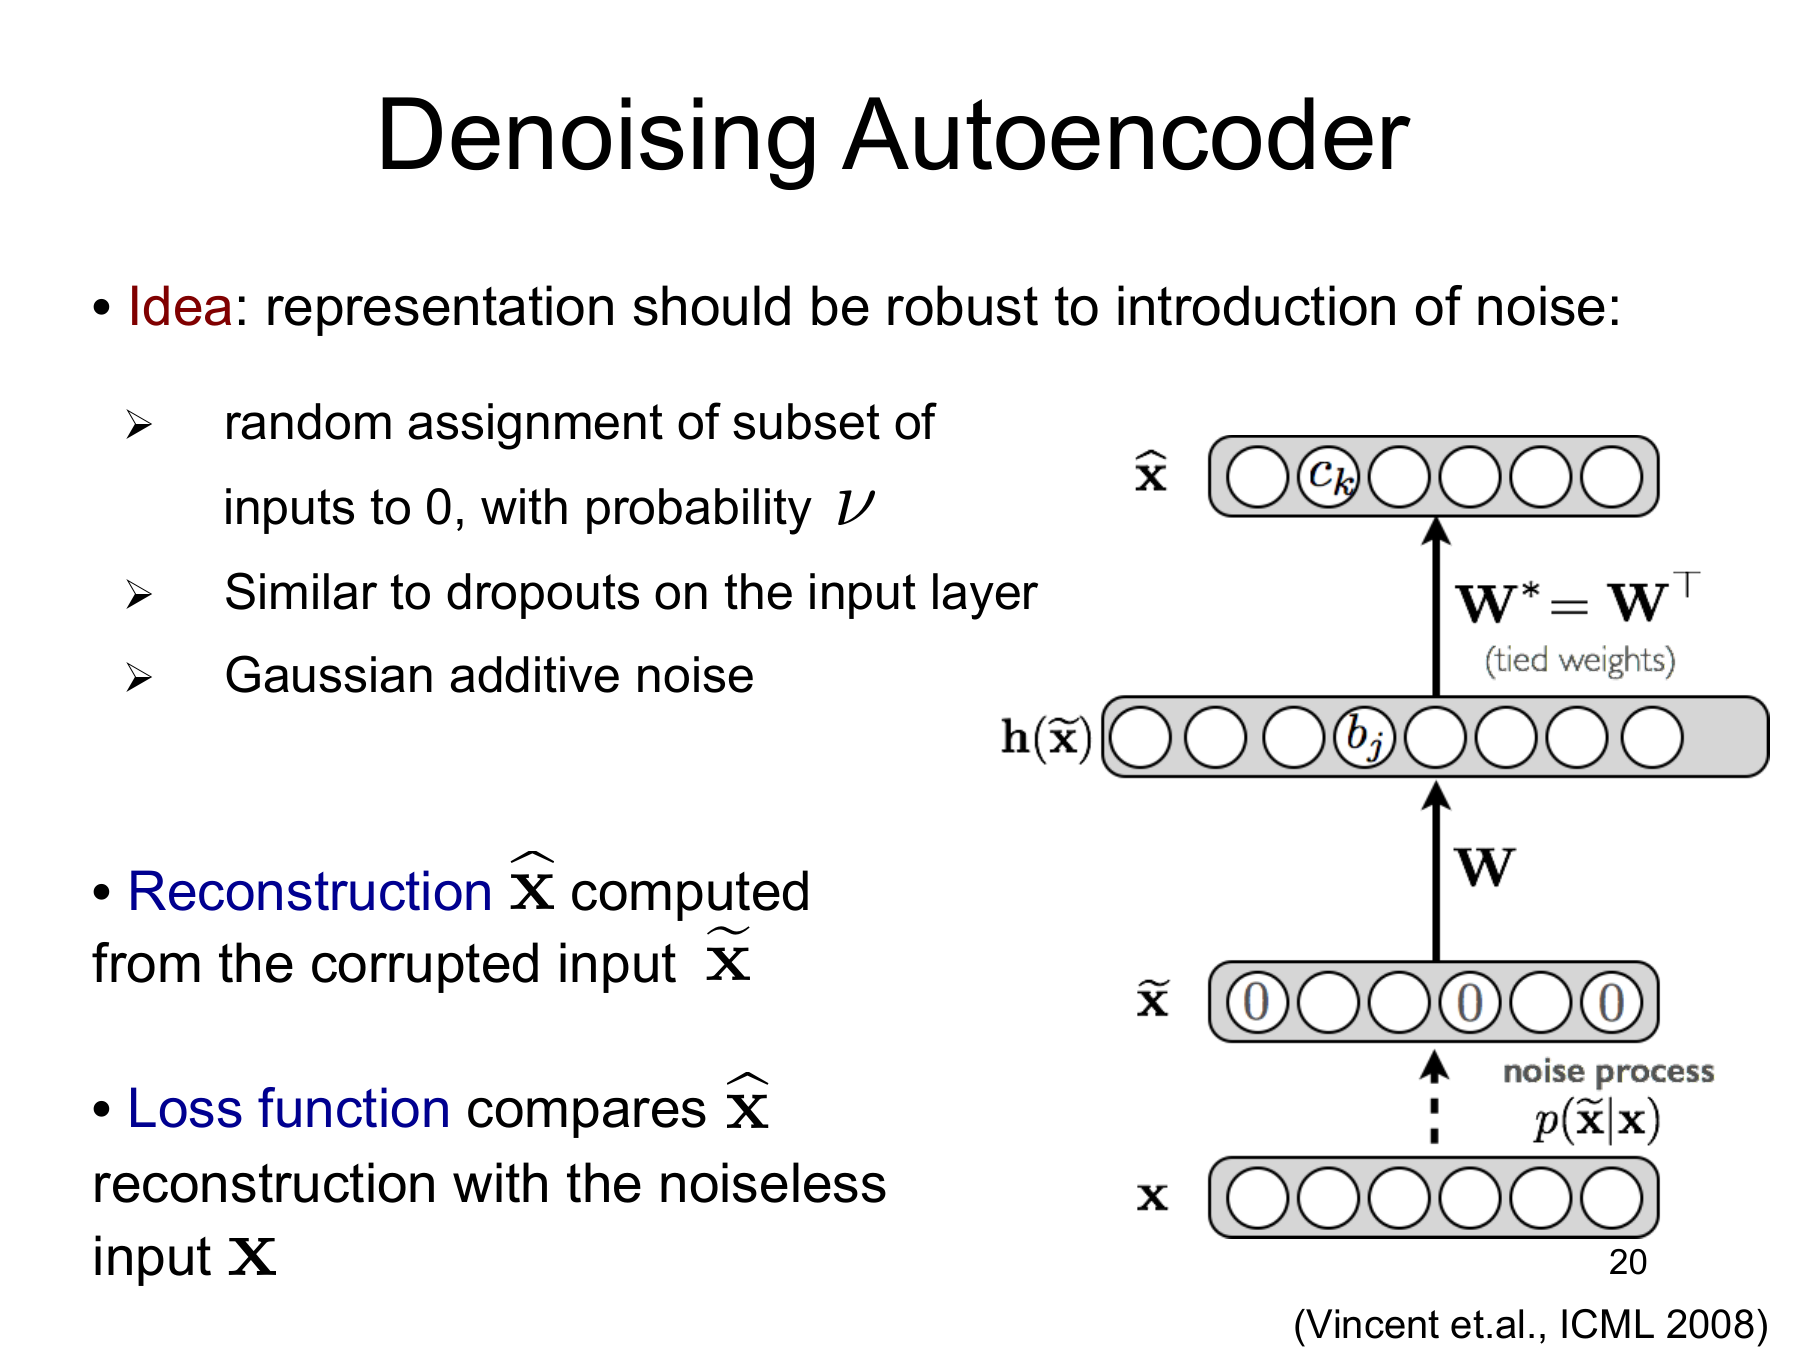 Denoising Autoencoder
• Idea: representation should be robust to introduction of noise:
➢ random assignment of subset of
inputs to 0, with probability ν
➢ Similar to dropouts on the input layer
➢ Gaussian additive noise
• Reconstruction x̂ computed
from the corrupted input x̃
• Loss function compares x̂
reconstruction with the noiseless
input x
x̂ c_k
W* = W^⊤
(tied weights)
h(x̃) b_j
W
x̃ 0 0 0
noise process
p(x̃|x)
x
20
(Vincent et.al., ICML 2008)